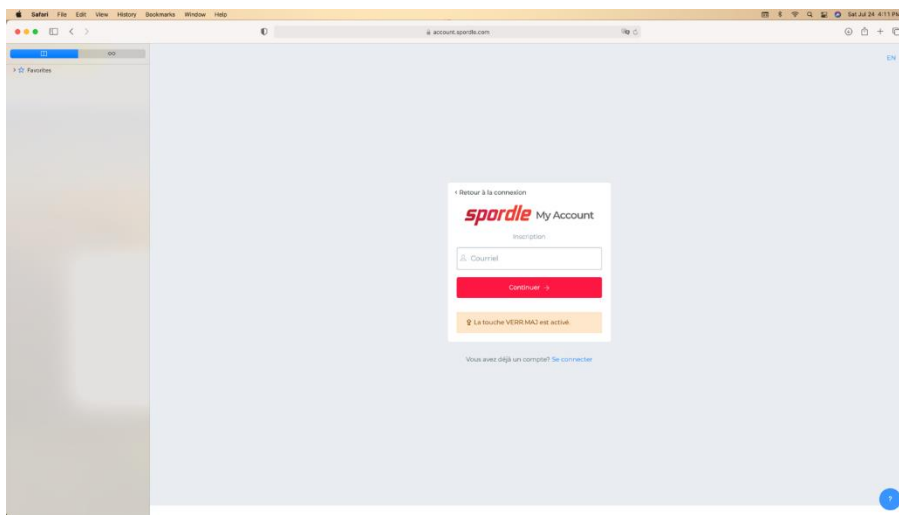 Safari File Edit View History Bookmarks Window Help
Sat Jul 24 4:11 PM
account.spordle.com
Favorites
EN
Retour à la connexion
spordle My Account
Inscription
Courriel
Continuer →
La touche VERR.MAJ est activé.
Vous avez déjà un compte? Se connecter
?